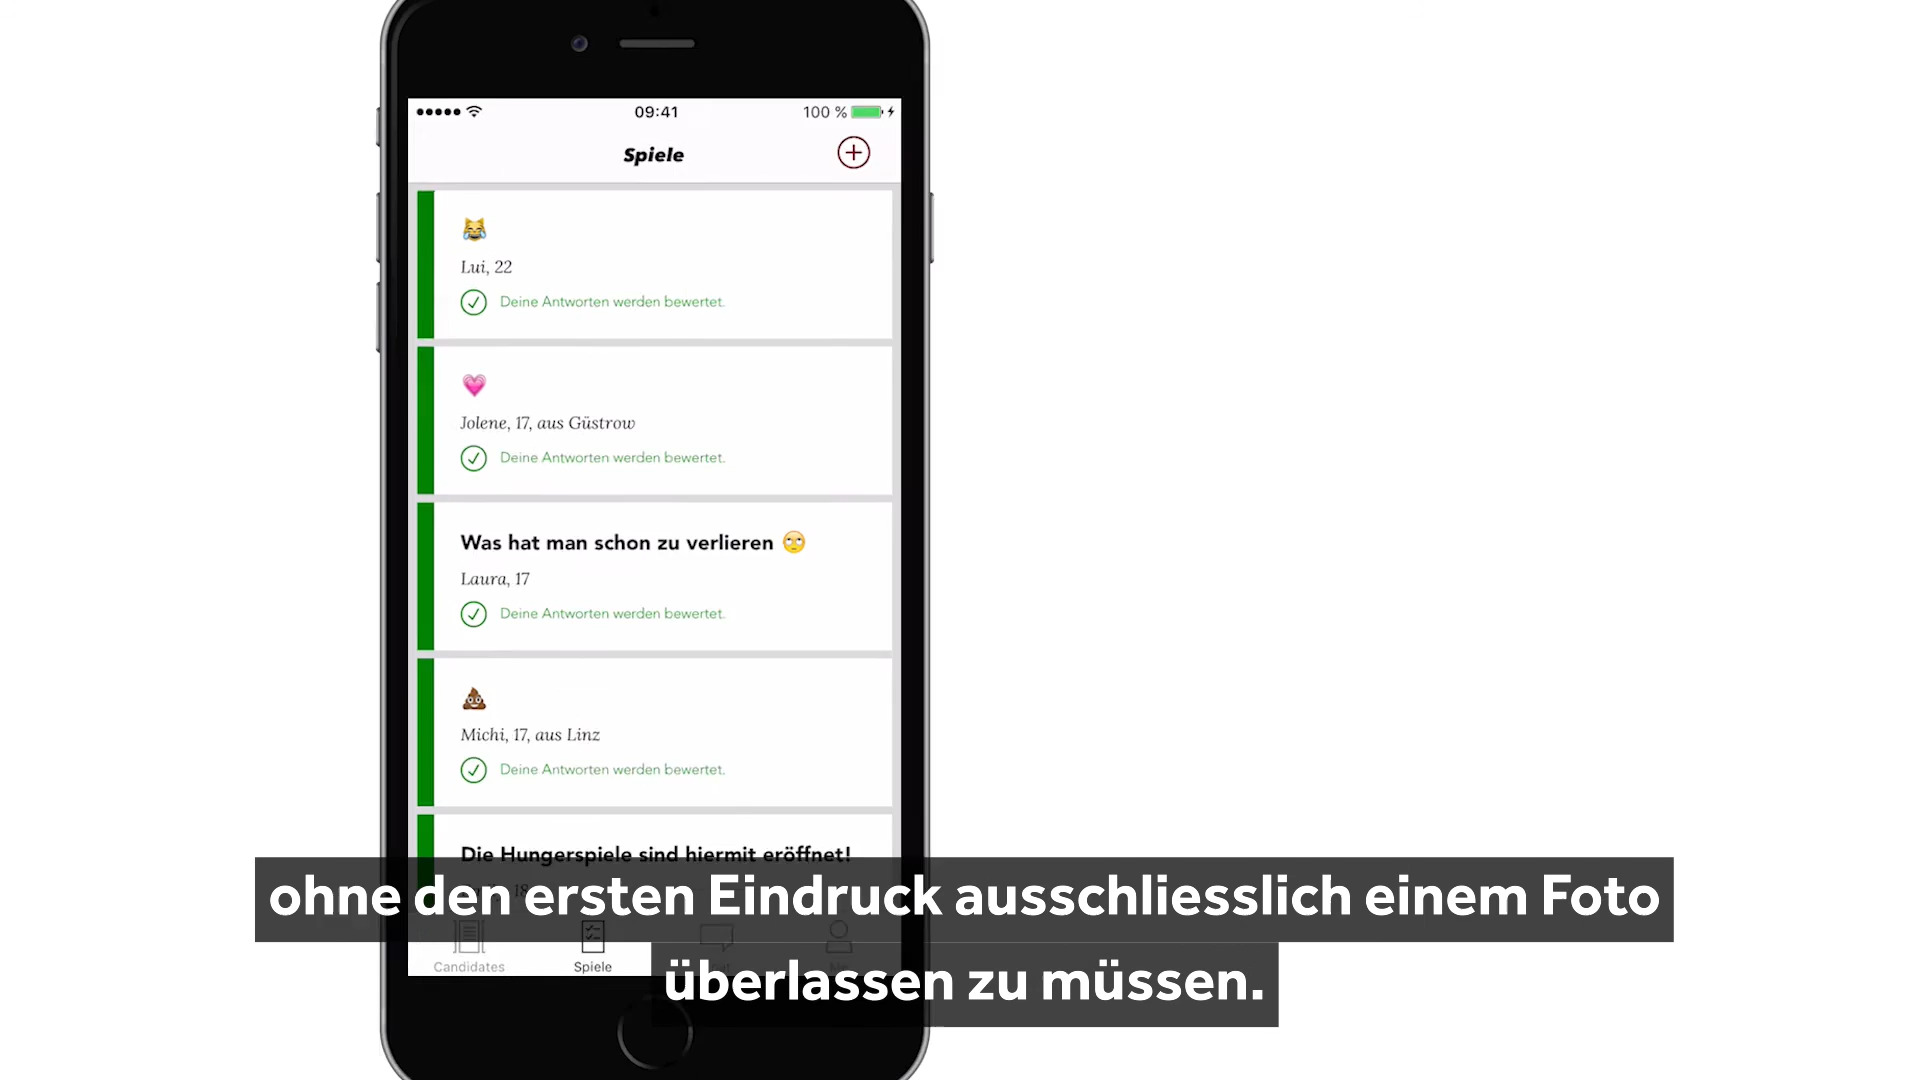 09:41
100 %
Spiele
😹
Lui, 22
Deine Antworten werden bewertet.
💗
Jolene, 17, aus Güstrow
Deine Antworten werden bewertet.
Was hat man schon zu verlieren 🙄
Laura, 17
Deine Antworten werden bewertet.
💩
Michi, 17, aus Linz
Deine Antworten werden bewertet.
Die Hungerspiele sind hiermit eröffnet!
ohne den ersten Eindruck ausschliesslich einem Foto
überlassen zu müssen.
Candidates
Spiele